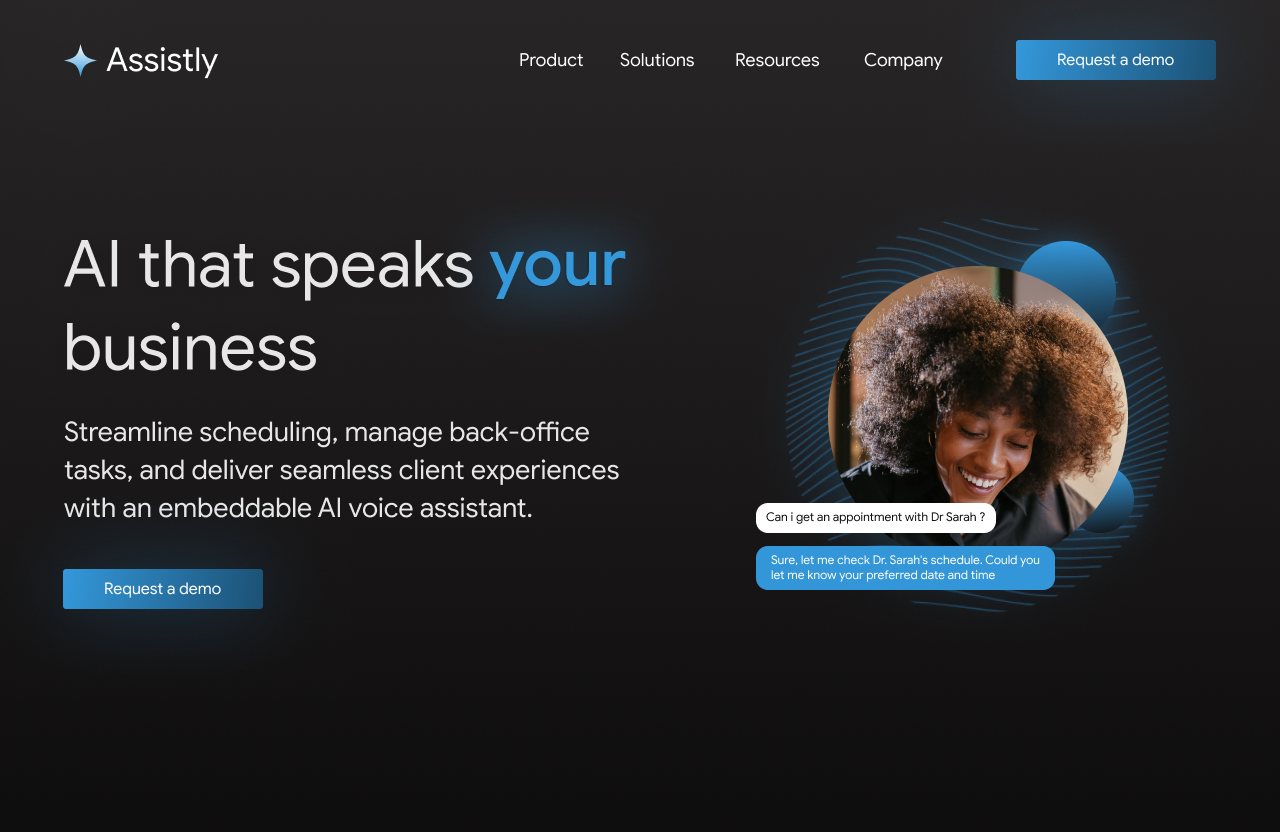 Assistly
Product
Solutions
Resources
Company
Request a demo
AI that speaks your
business
Streamline scheduling, manage back-office
tasks, and deliver seamless client experiences
with an embeddable AI voice assistant.
Request a demo
Can i get an appointment with Dr Sarah ?
Sure, let me check Dr. Sarah's schedule. Could you
let me know your preferred date and time